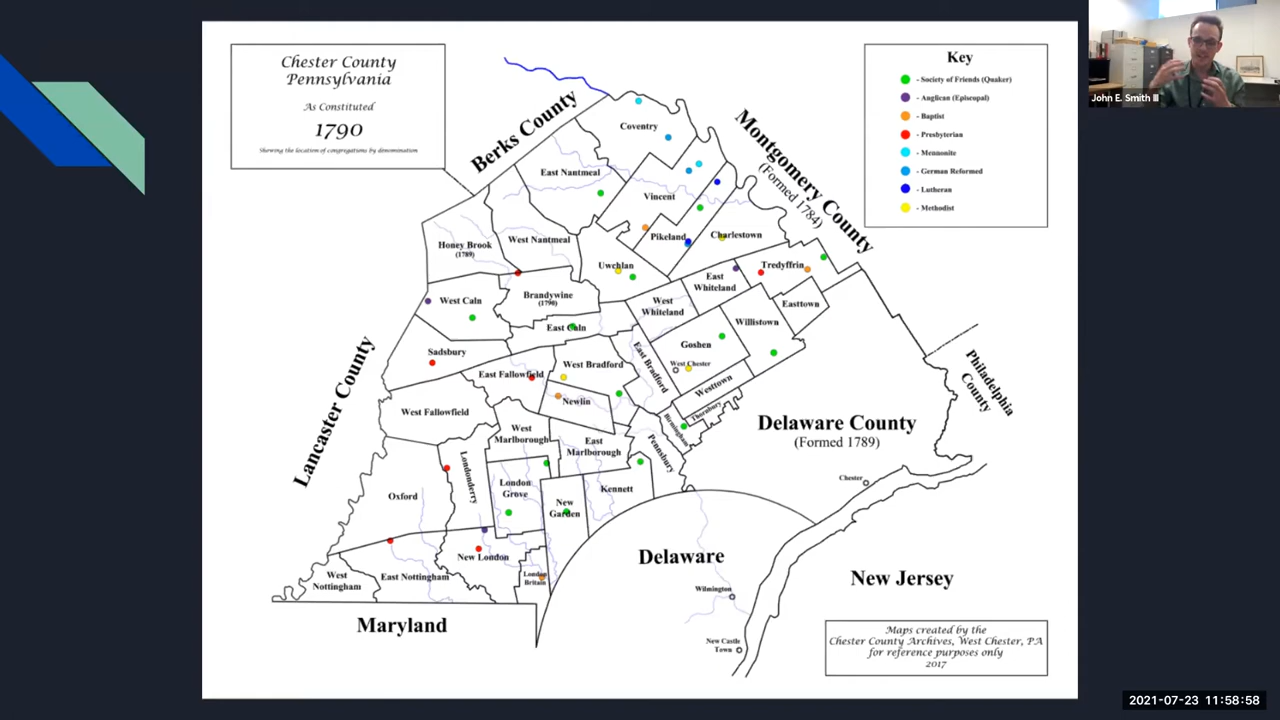 Chester County
Pennsylvania
As Constituted
1790
Shewing the location of congregations by denomination
Key
- Society of Friends (Quaker)
- Anglican (Episcopal)
- Baptist
- Presbyterian
- Mennonite
- German Reformed
- Lutheran
- Methodist
John E. Smith III
Berks County
Montgomery County
(Formed 1784)
Coventry
East Nantmeal
Vincent
Honey Brook
(1789)
West Nantmeal
Pikeland
Charlestown
Uwchlan
Tredyffrin
East
Whiteland
West Caln
Brandywine
(1790)
West
Whiteland
Easttown
East Caln
Willistown
Goshen
Sadsbury
West Bradford
East Bradford
West Chester
East Fallowfield
Westtown
Newlin
Thornbury
Birmingham
West Fallowfield
West
Marlborough
East
Marlborough
Pennsbury
Lancaster County
Philadelphia
County
Delaware County
(Formed 1789)
Londonderry
Chester
Oxford
London
Grove
New
Garden
Kennett
New London
Delaware
West
Nottingham
East Nottingham
London
Britain
New Jersey
Wilmington
Maryland
New Castle
Town
Maps created by the
Chester County Archives, West Chester, PA
for reference purposes only
2017
2021-07-23 11:58:58